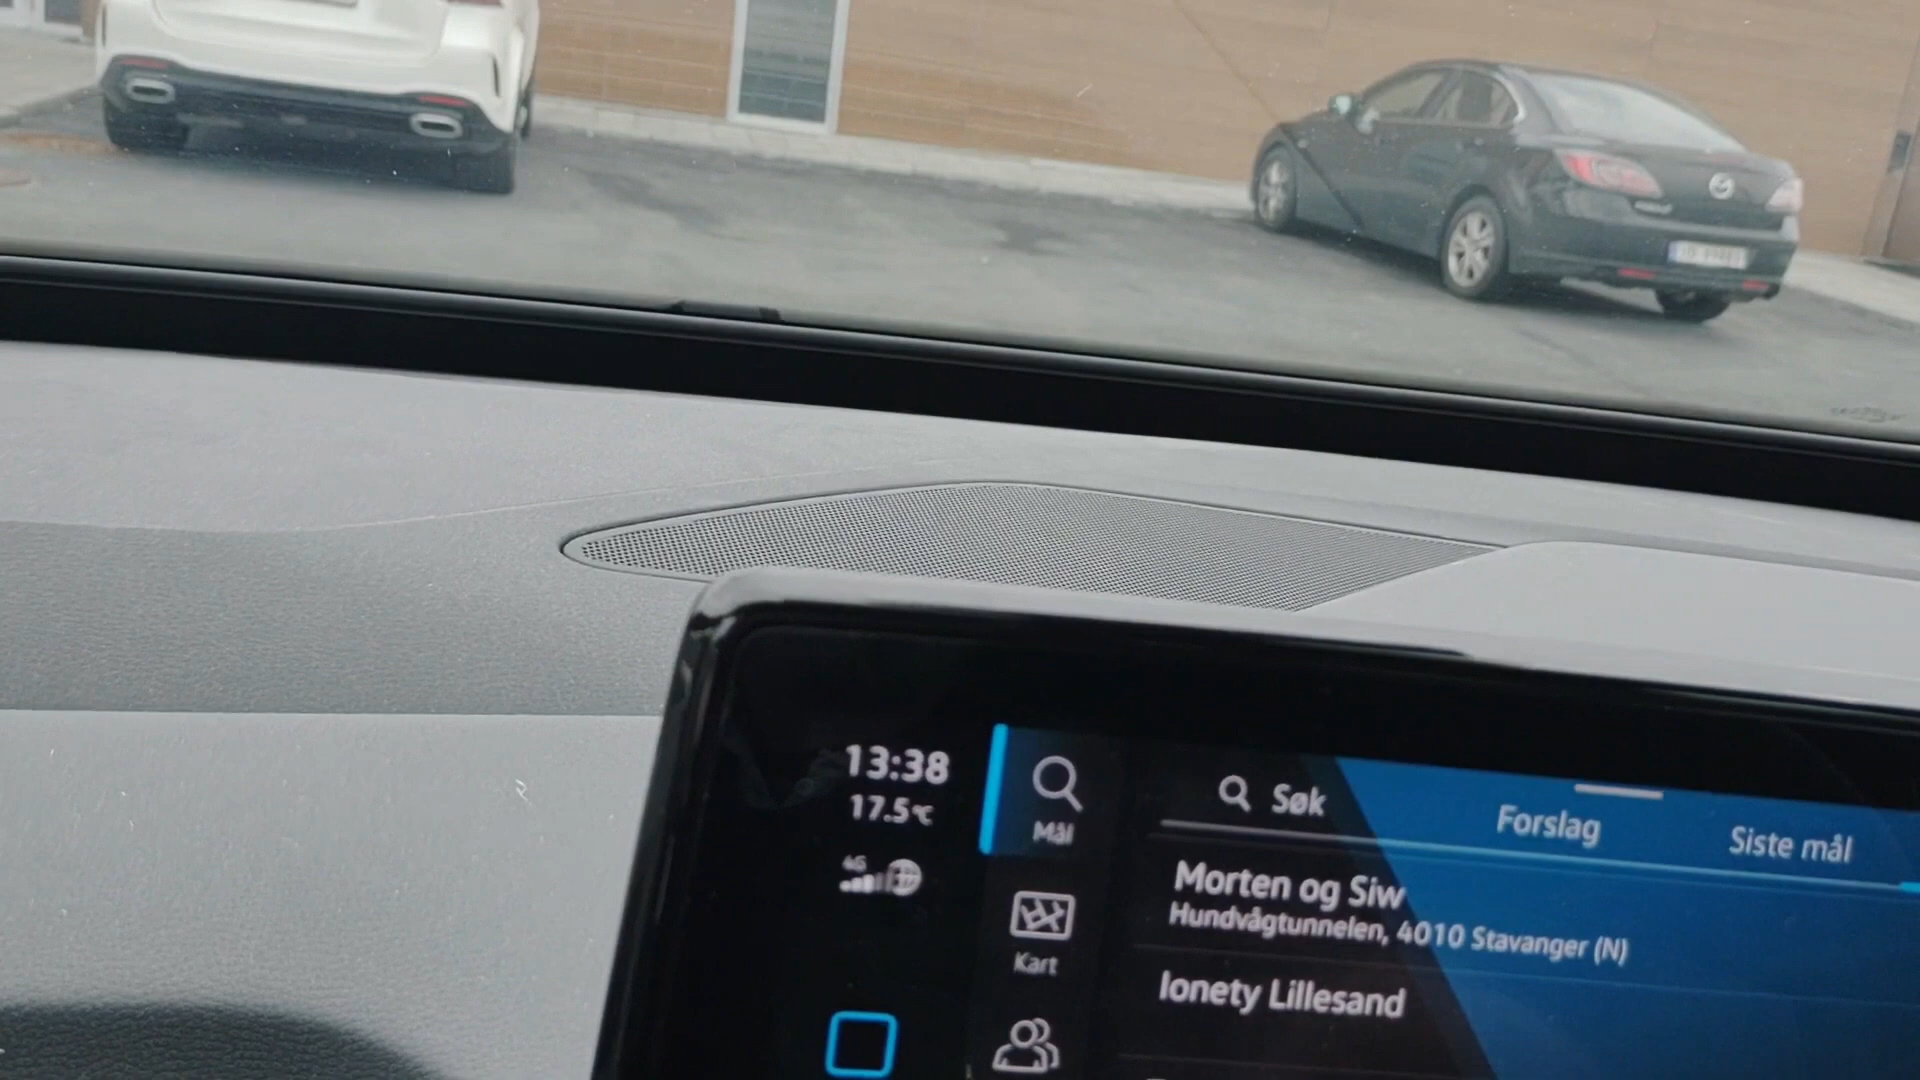 13:38
17.5°C
4G
Mål
Kart
Søk
Forslag
Siste mål
Morten og Siw
Hundvågtunnelen, 4010 Stavanger (N)
Ionety Lillesand